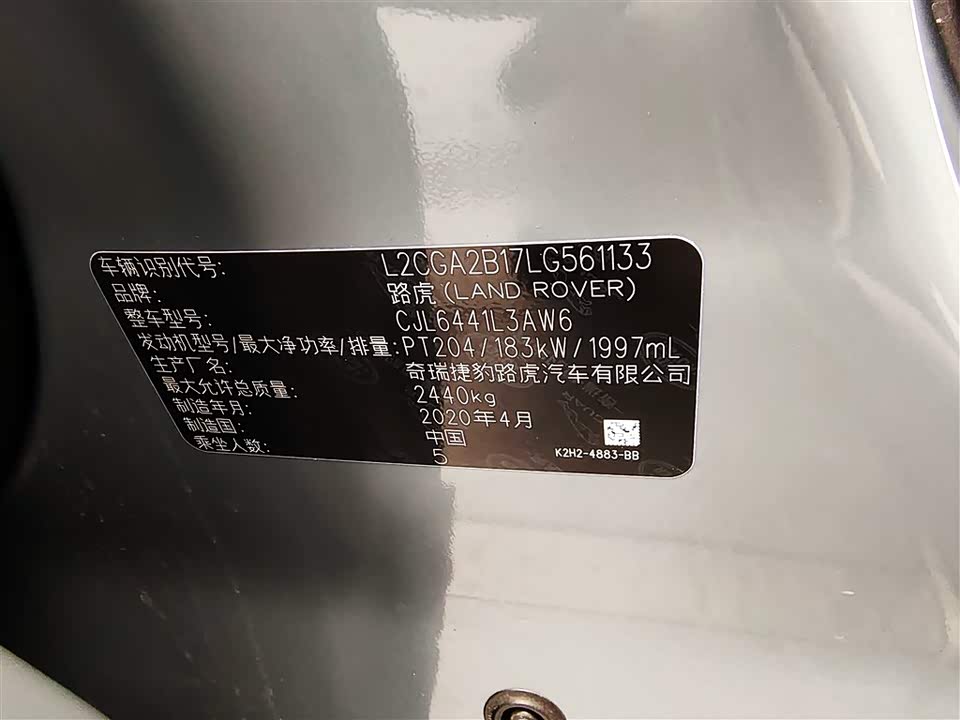 车辆识别代号: L2CGA2B17LG561133
品牌: 路虎(LAND ROVER)
整车型号: CJL6441L3AW6
发动机型号/最大净功率/排量: PT204/183kW/1997mL
生产厂名: 奇瑞捷豹路虎汽车有限公司
最大允许总质量: 2440kg
制造年月: 2020年4月
制造国: 中国
乘坐人数: 5
K2H2-4883-BB